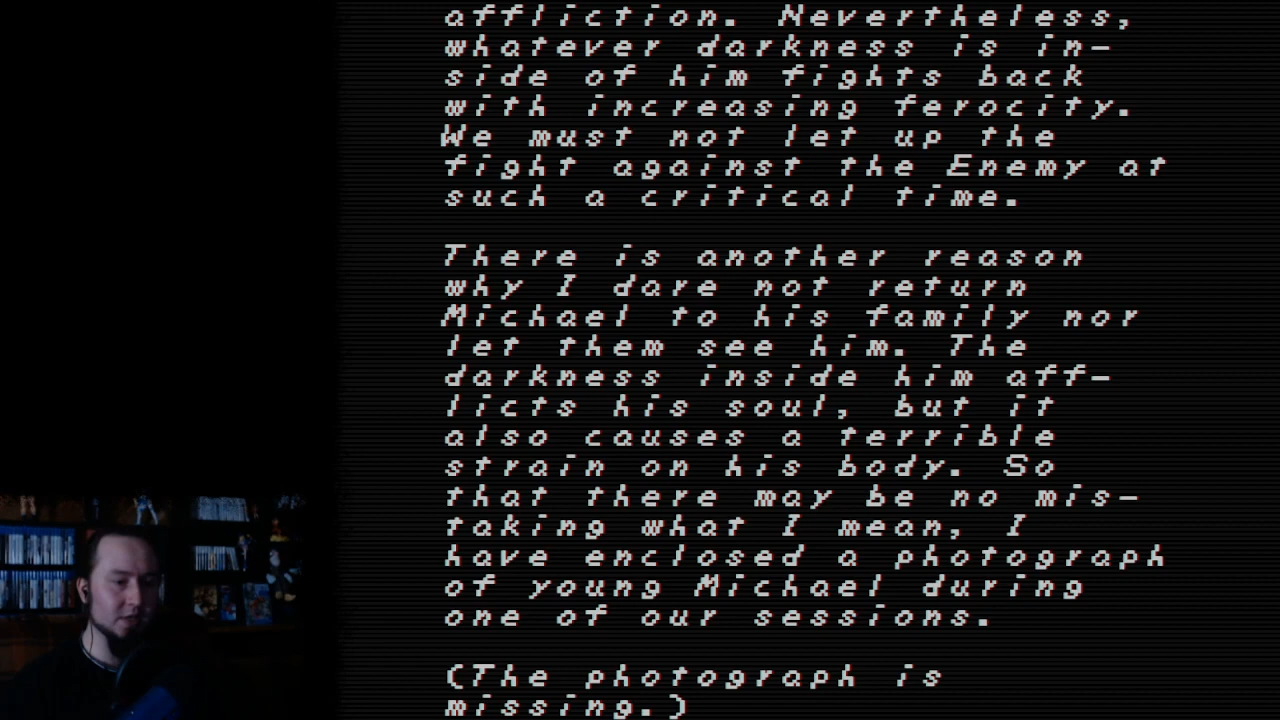 affliction. Nevertheless,
whatever darkness is in-
side of him fights back
with increasing ferocity.
We must not let up the
fight against the Enemy at
such a critical time.
There is another reason
why I dare not return
Michael to his family nor
let them see him. The
darkness inside him aff-
licts his soul, but it
also causes a terrible
strain on his body. So
that there may be no mis-
taking what I mean, I
have enclosed a photograph
of young Michael during
one of our sessions.
(The photograph is
missing.)